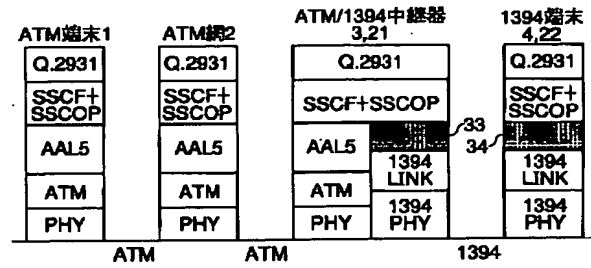 ATM/1394中継器
1394端末
ATM端末1
ATM網2
3,21
4,22
Q.2931
Q.2931
Q.2931
Q.2931
SSCF+
SSCOP
SSCF+
SSCOP
SSCF+SSCOP
SSCF+
SSCOP
33
34
AAL5
AAL5
AAL5
1394
LINK
1394
LINK
ATM
ATM
ATM
PHY
PHY
PHY
1394
PHY
1394
PHY
ATM
ATM
1394